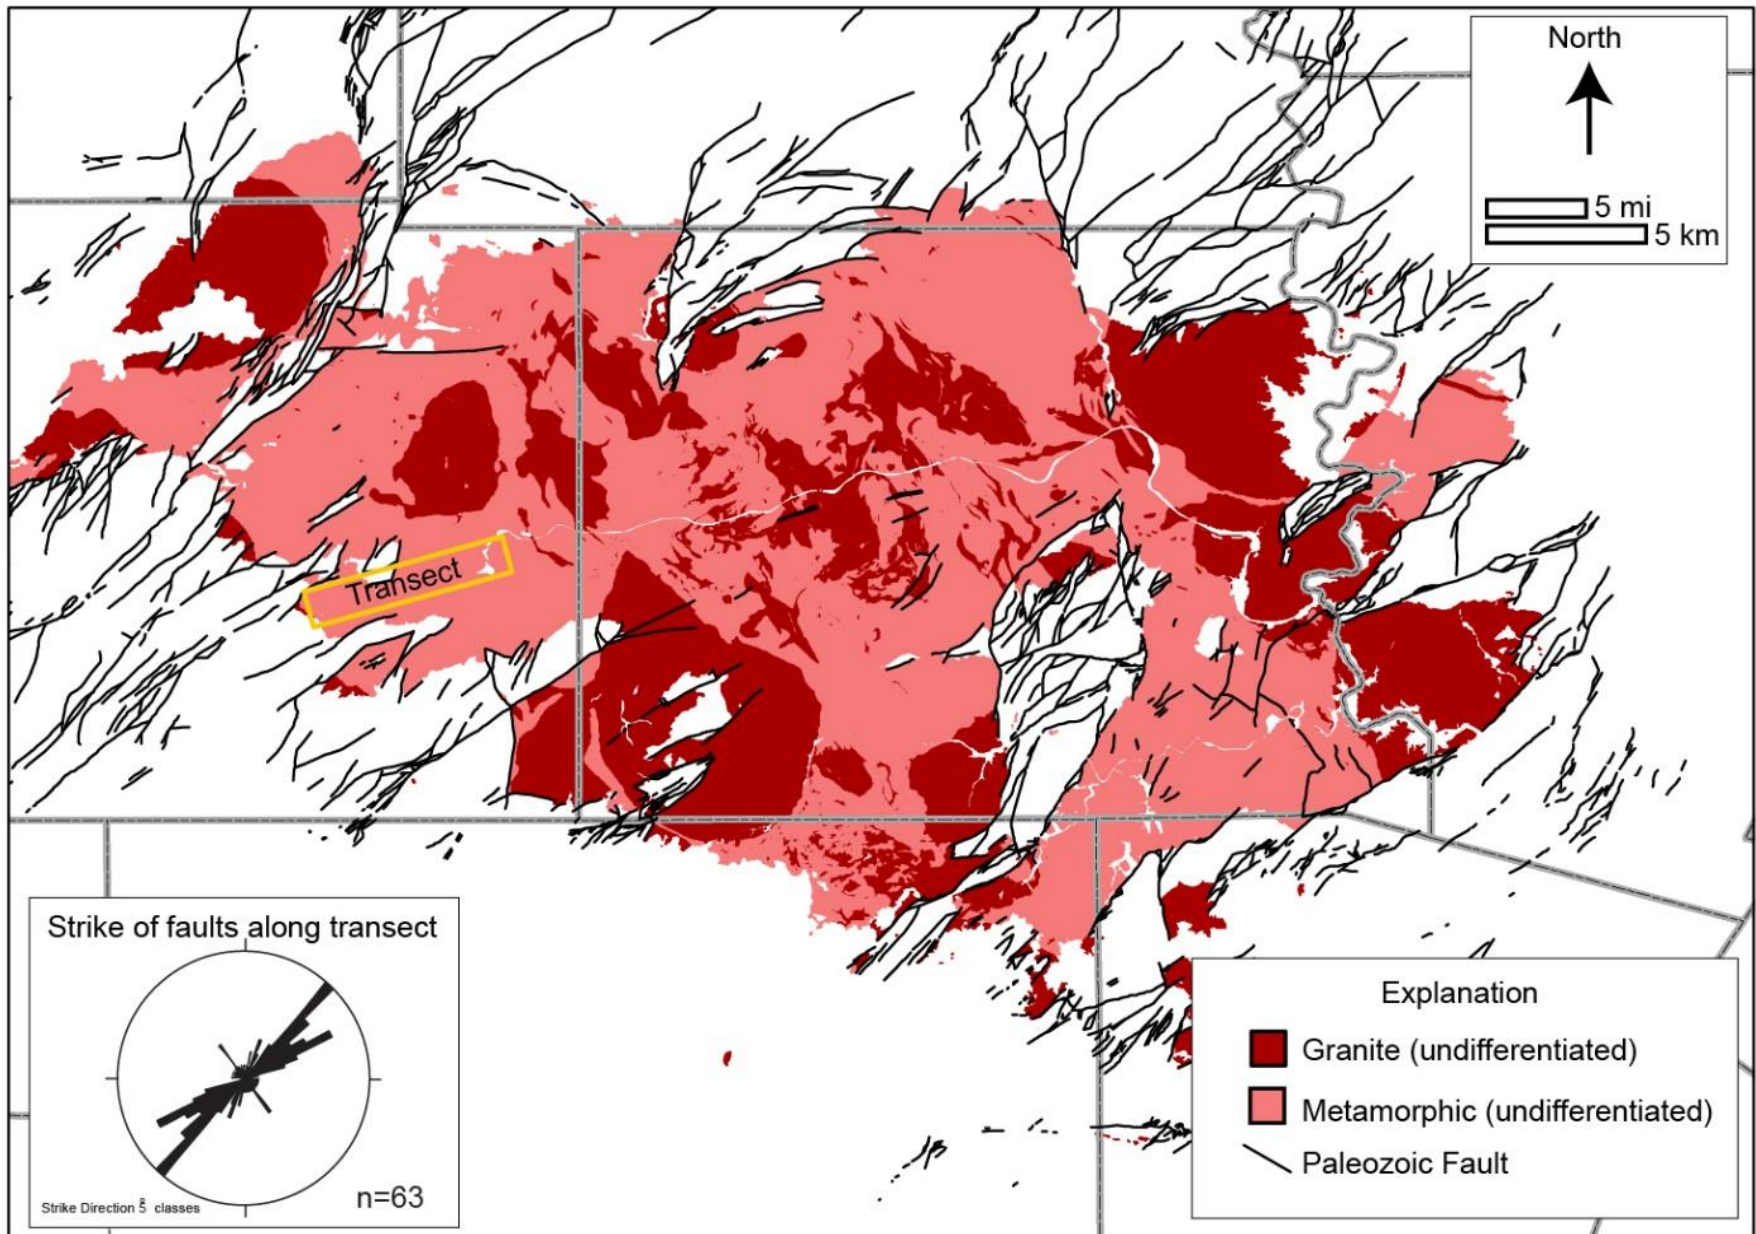 North
5 mi
5 km
Transect
Strike of faults along transect
n=63
Strike Direction 5° classes
Explanation
Granite (undifferentiated)
Metamorphic (undifferentiated)
Paleozoic Fault